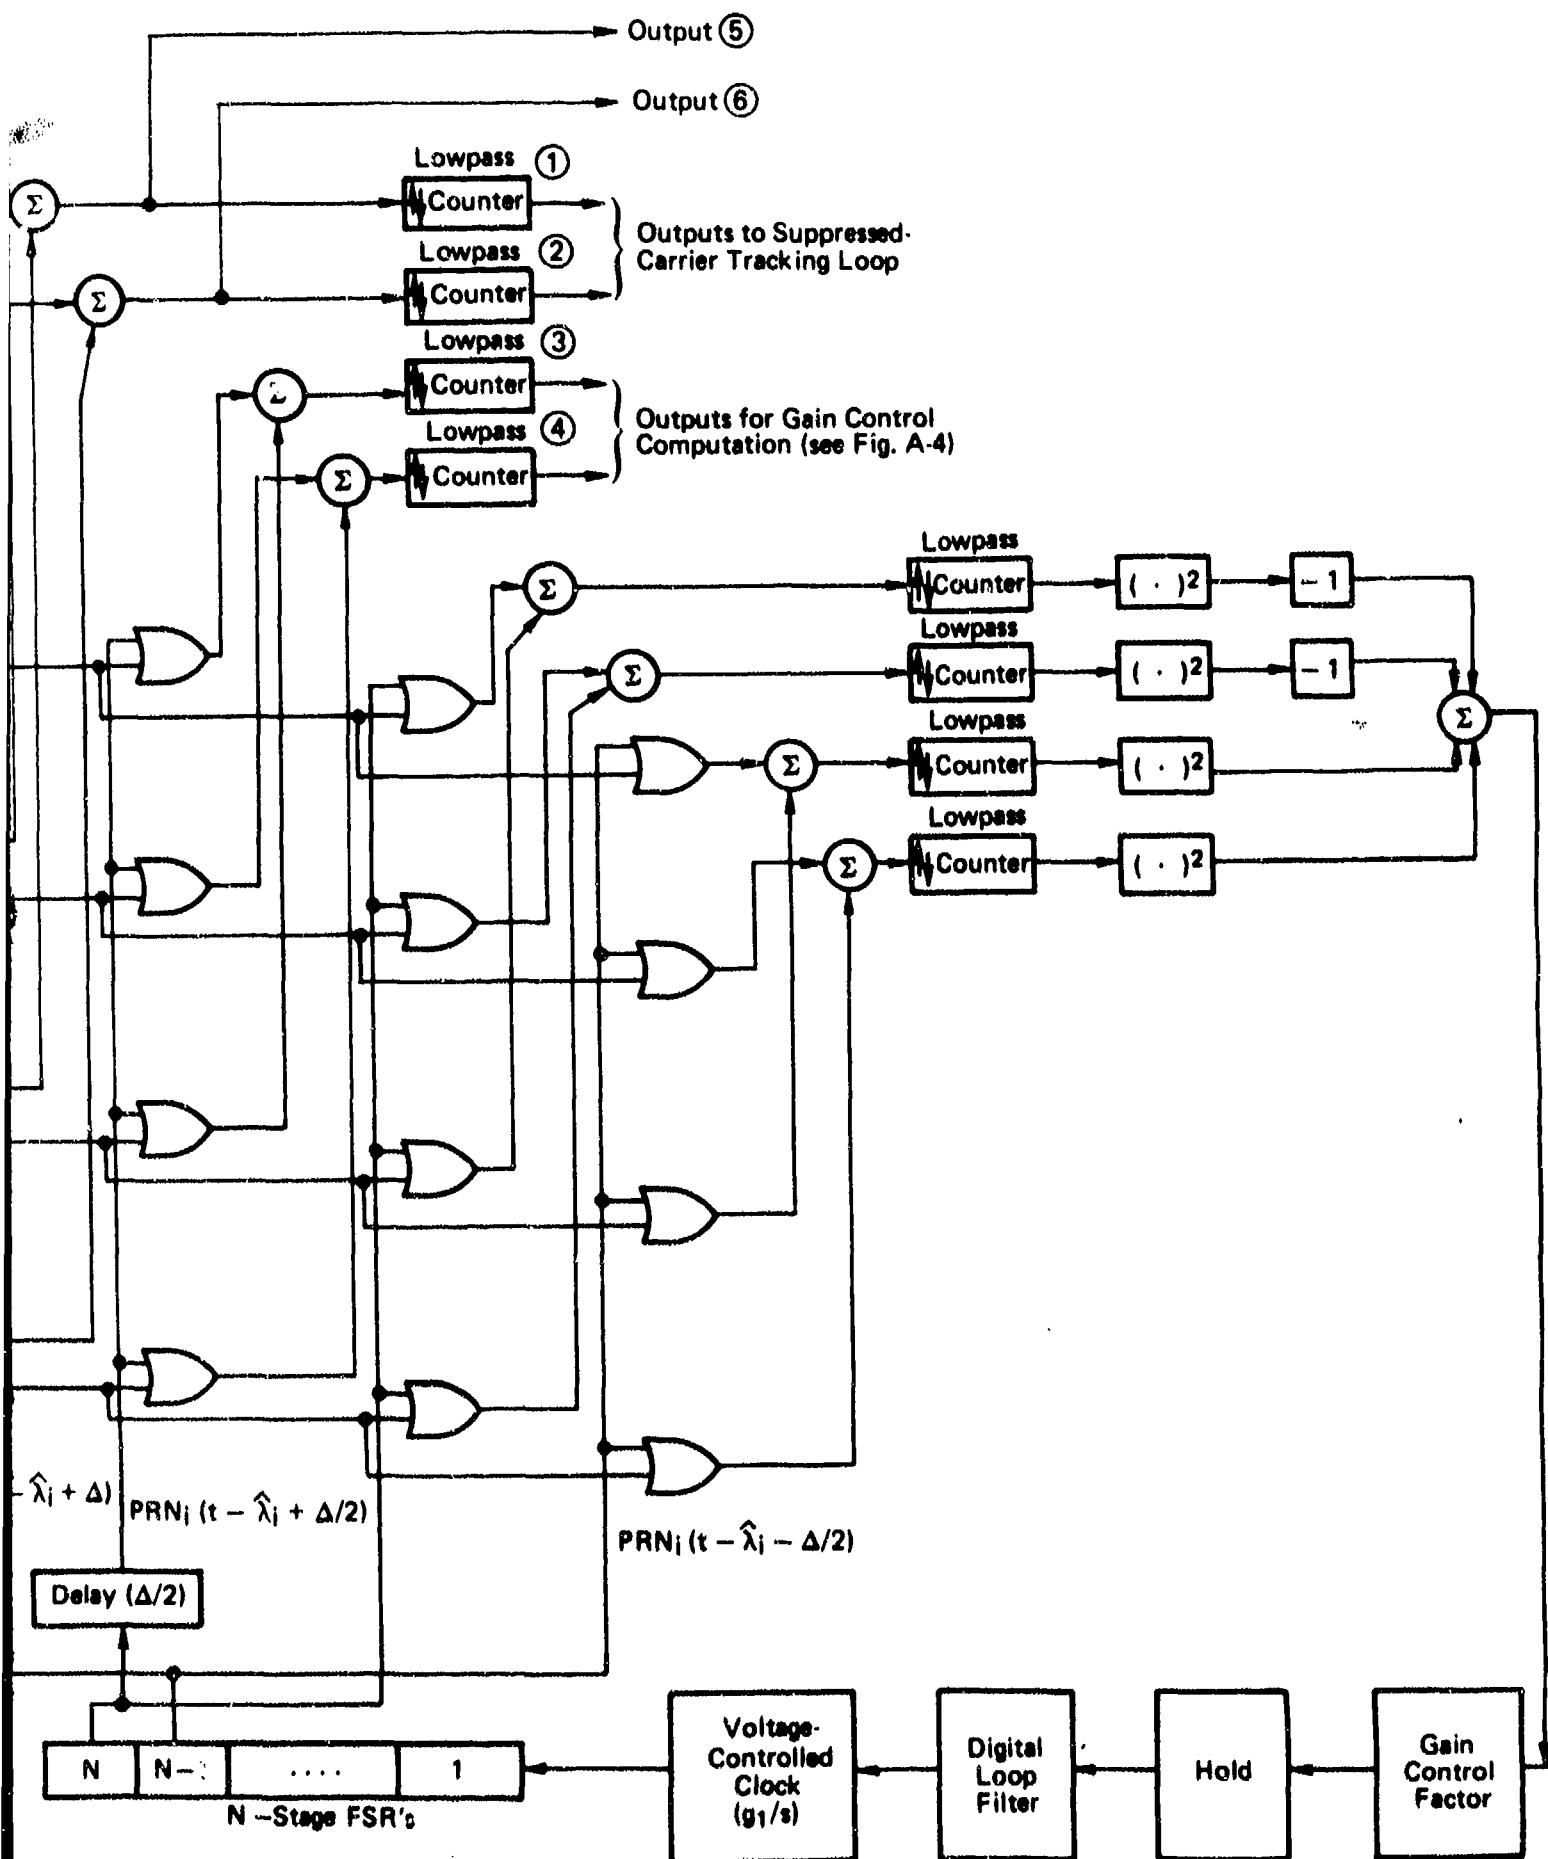 Output ⑤
Output ⑥
Lowpass ①
Σ
Counter
Outputs to Suppressed-
Carrier Tracking Loop
Lowpass ②
Σ
Counter
Lowpass ③
Σ
Counter
Outputs for Gain Control
Computation (see Fig. A-4)
Lowpass ④
Σ
Counter
Lowpass
Σ
Counter
( · )2
– 1
Lowpass
Σ
Counter
( · )2
– 1
Σ
Lowpass
Σ
Counter
( · )2
Lowpass
Σ
Counter
( · )2
– λ̂i + Δ)
PRNi (t – λ̂i + Δ/2)
PRNi (t – λ̂i – Δ/2)
Delay (Δ/2)
N
N–
....
1
N –Stage FSR's
Voltage-
Controlled
Clock
(g1/s)
Digital
Loop
Filter
Hold
Gain
Control
Factor